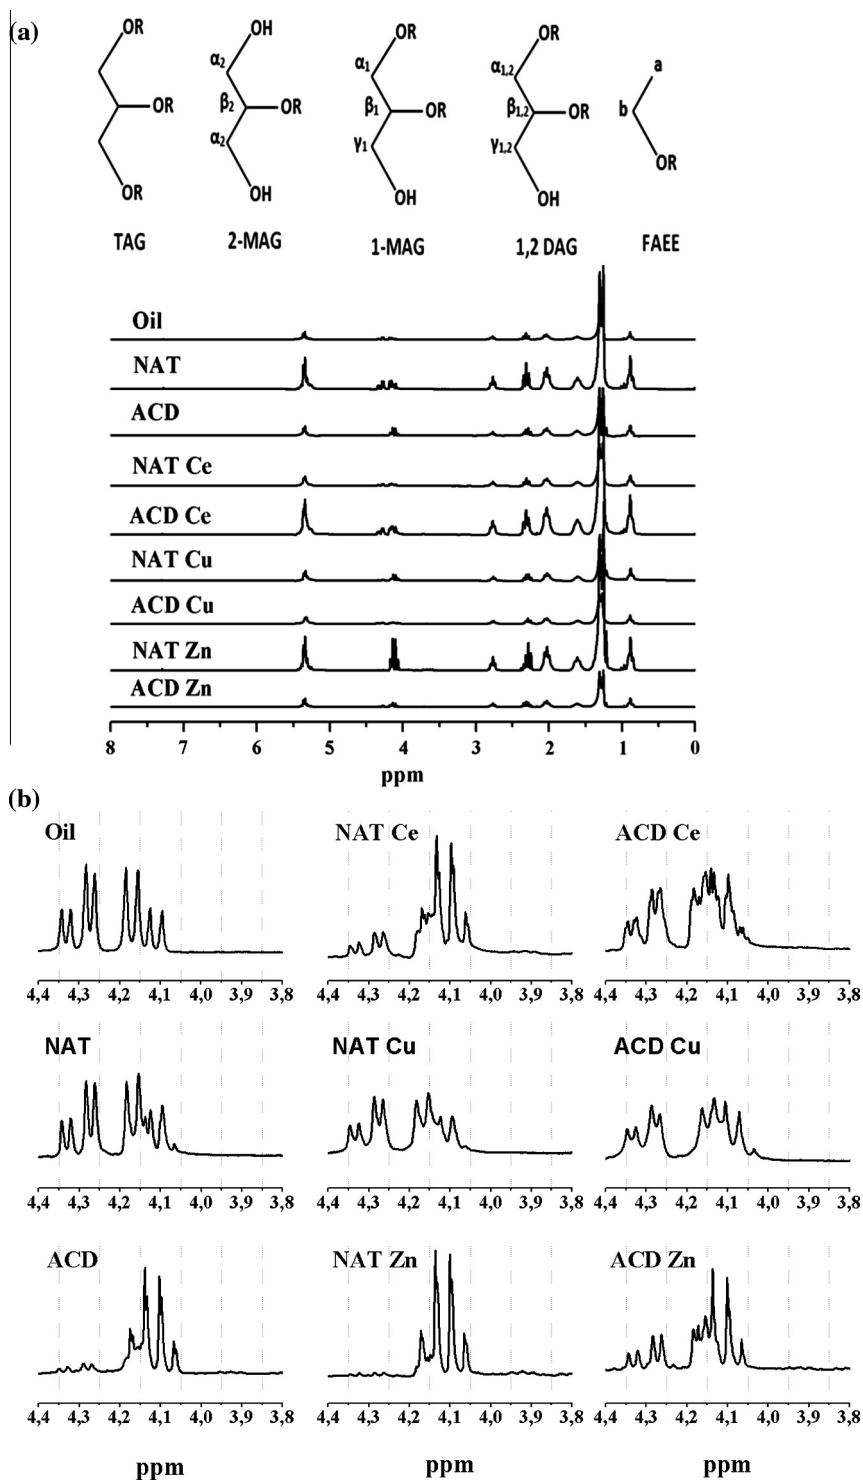 (a)
OR OH OR OR
α₂ α₁ α₁,₂ a
β₂ β₁ β₁,₂ b
OR OR OR OR
α₂ γ₁ γ₁,₂ OR
OR OH OH OH
TAG 2-MAG 1-MAG 1,2 DAG FAEE
Oil
NAT
ACD
NAT Ce
ACD Ce
NAT Cu
ACD Cu
NAT Zn
ACD Zn
8 7 6 5 4 3 2 1 0
ppm
(b)
Oil NAT Ce ACD Ce
4,4 4,3 4,2 4,1 4,0 3,9 3,8 4,4 4,3 4,2 4,1 4,0 3,9 3,8 4,4 4,3 4,2 4,1 4,0 3,9 3,8
NAT NAT Cu ACD Cu
4,4 4,3 4,2 4,1 4,0 3,9 3,8 4,4 4,3 4,2 4,1 4,0 3,9 3,8 4,4 4,3 4,2 4,1 4,0 3,9 3,8
ACD NAT Zn ACD Zn
4,4 4,3 4,2 4,1 4,0 3,9 3,8 4,4 4,3 4,2 4,1 4,0 3,9 3,8 4,4 4,3 4,2 4,1 4,0 3,9 3,8
ppm ppm ppm